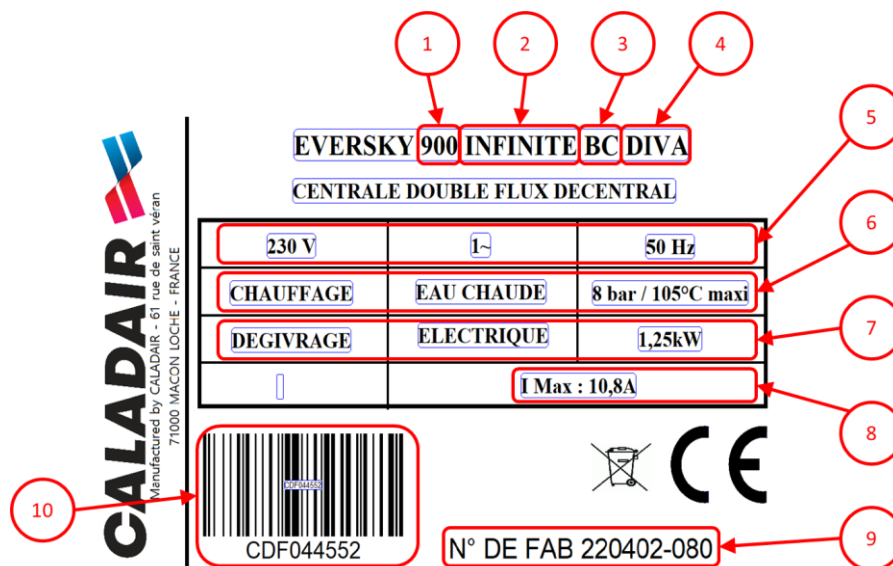 1 2 3 4
EVERSKY 900 INFINITE BC DIVA
CENTRALE DOUBLE FLUX DECENTRAL
5
230 V 1~ 50 Hz
6
CHAUFFAGE EAU CHAUDE 8 bar / 105°C maxi
7
DEGIVRAGE ELECTRIQUE 1,25kW
I Max : 10,8A
8
CALADAIR
Manufactured by CALADAIR - 61 rue de saint véran
71000 MACON LOCHE - FRANCE
CDF044552
10
CDF044552
CE
N° DE FAB 220402-080
9